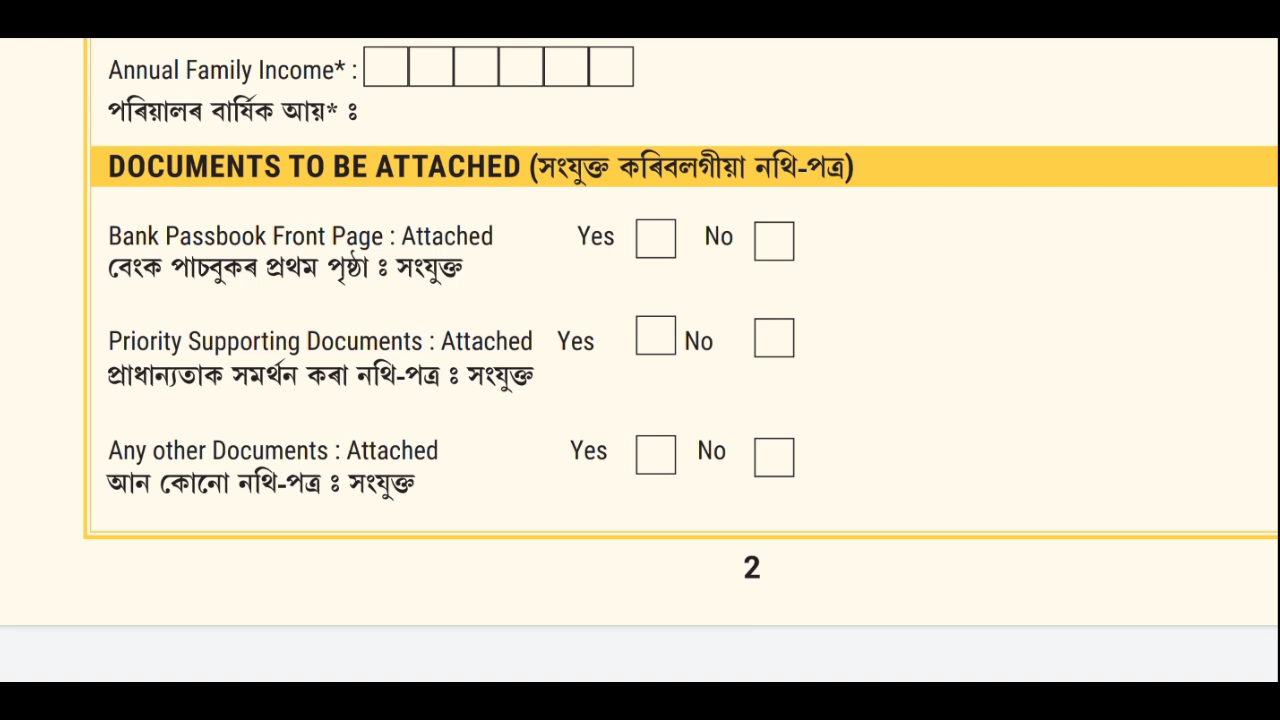 Annual Family Income* :
পৰিয়ালৰ বাৰ্ষিক আয়* ঃ
DOCUMENTS TO BE ATTACHED (সংযুক্ত কৰিবলগীয়া নথি-পত্ৰ)
Bank Passbook Front Page : Attached Yes No
বেংক পাচবুকৰ প্ৰথম পৃষ্ঠা ঃ সংযুক্ত
Priority Supporting Documents : Attached Yes No
প্ৰাধান্যতাক সমৰ্থন কৰা নথি-পত্ৰ ঃ সংযুক্ত
Any other Documents : Attached Yes No
আন কোনো নথি-পত্ৰ ঃ সংযুক্ত
2